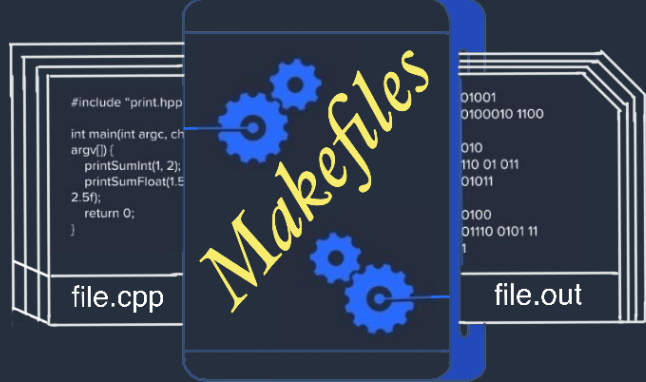 #include "print.hpp
int main(int argc, ch
argv[]) {
printSumInt(1, 2);
printSumFloat(1.5
2.5f);
return 0;
}
file.cpp
Makefiles
01001
0100010 1100
010
110 01 011
01011
0100
01110 0101 11
1
file.out